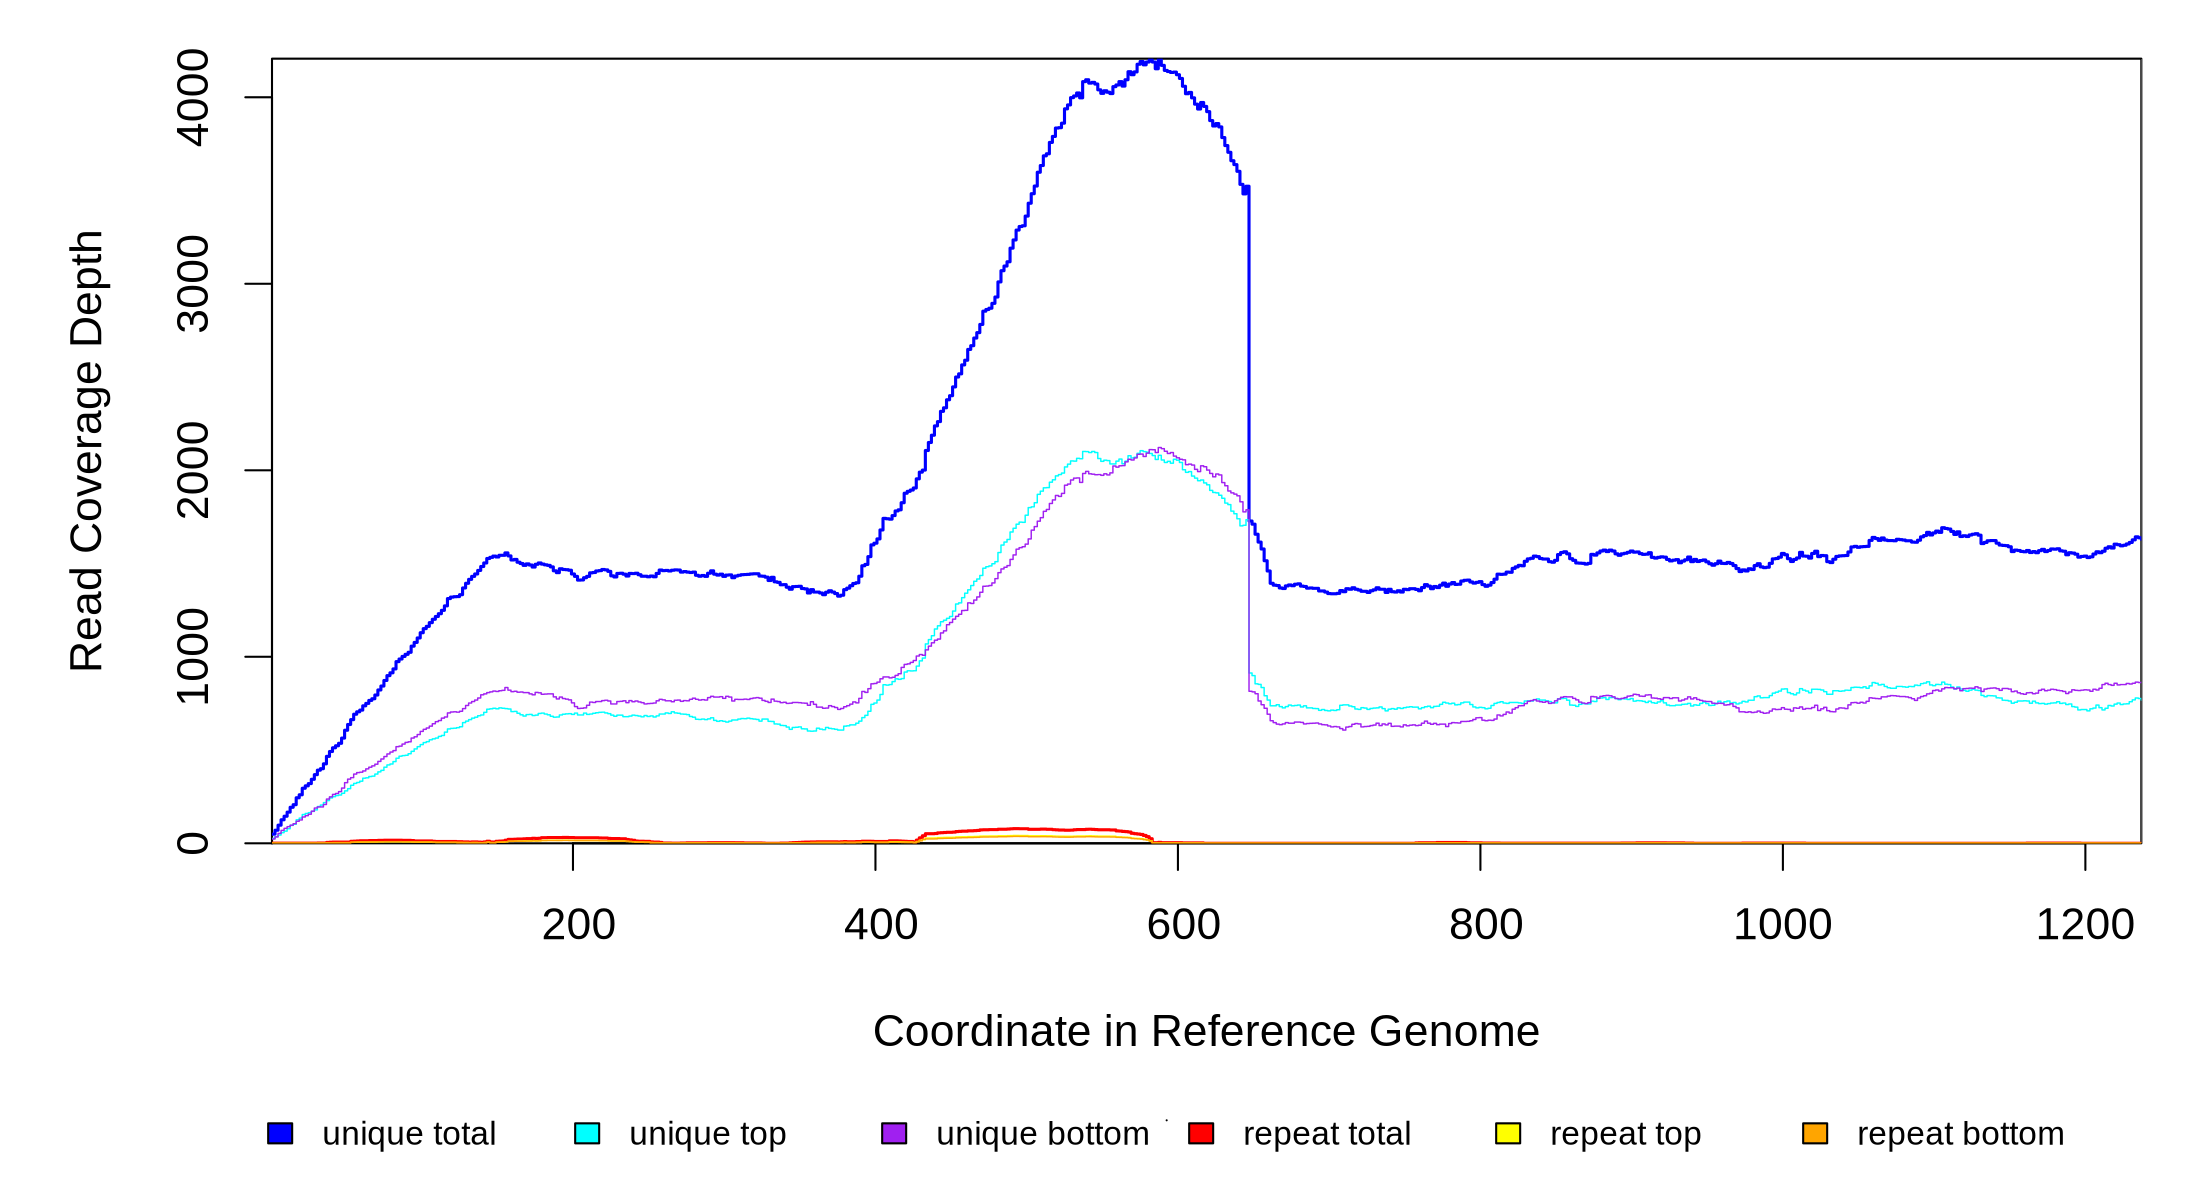 Read Coverage Depth
4000
3000
2000
1000
0
200 400 600 800 1000 1200
Coordinate in Reference Genome
unique total unique top unique bottom repeat total repeat top repeat bottom